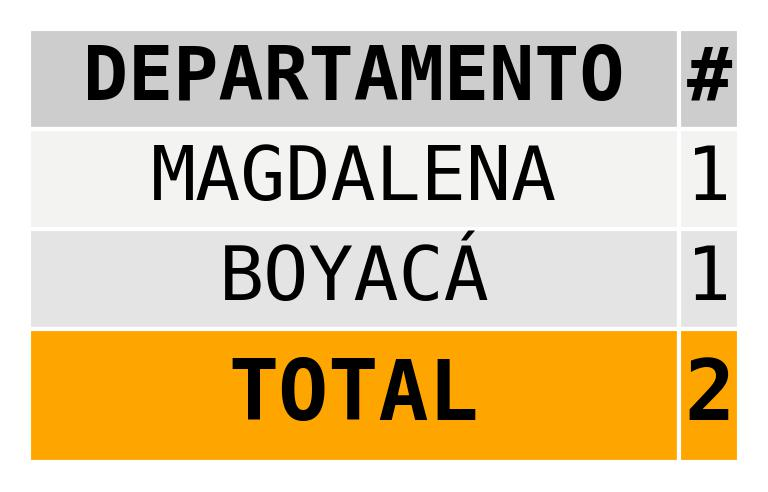 DEPARTAMENTO #
MAGDALENA 1
BOYACÁ 1
TOTAL 2